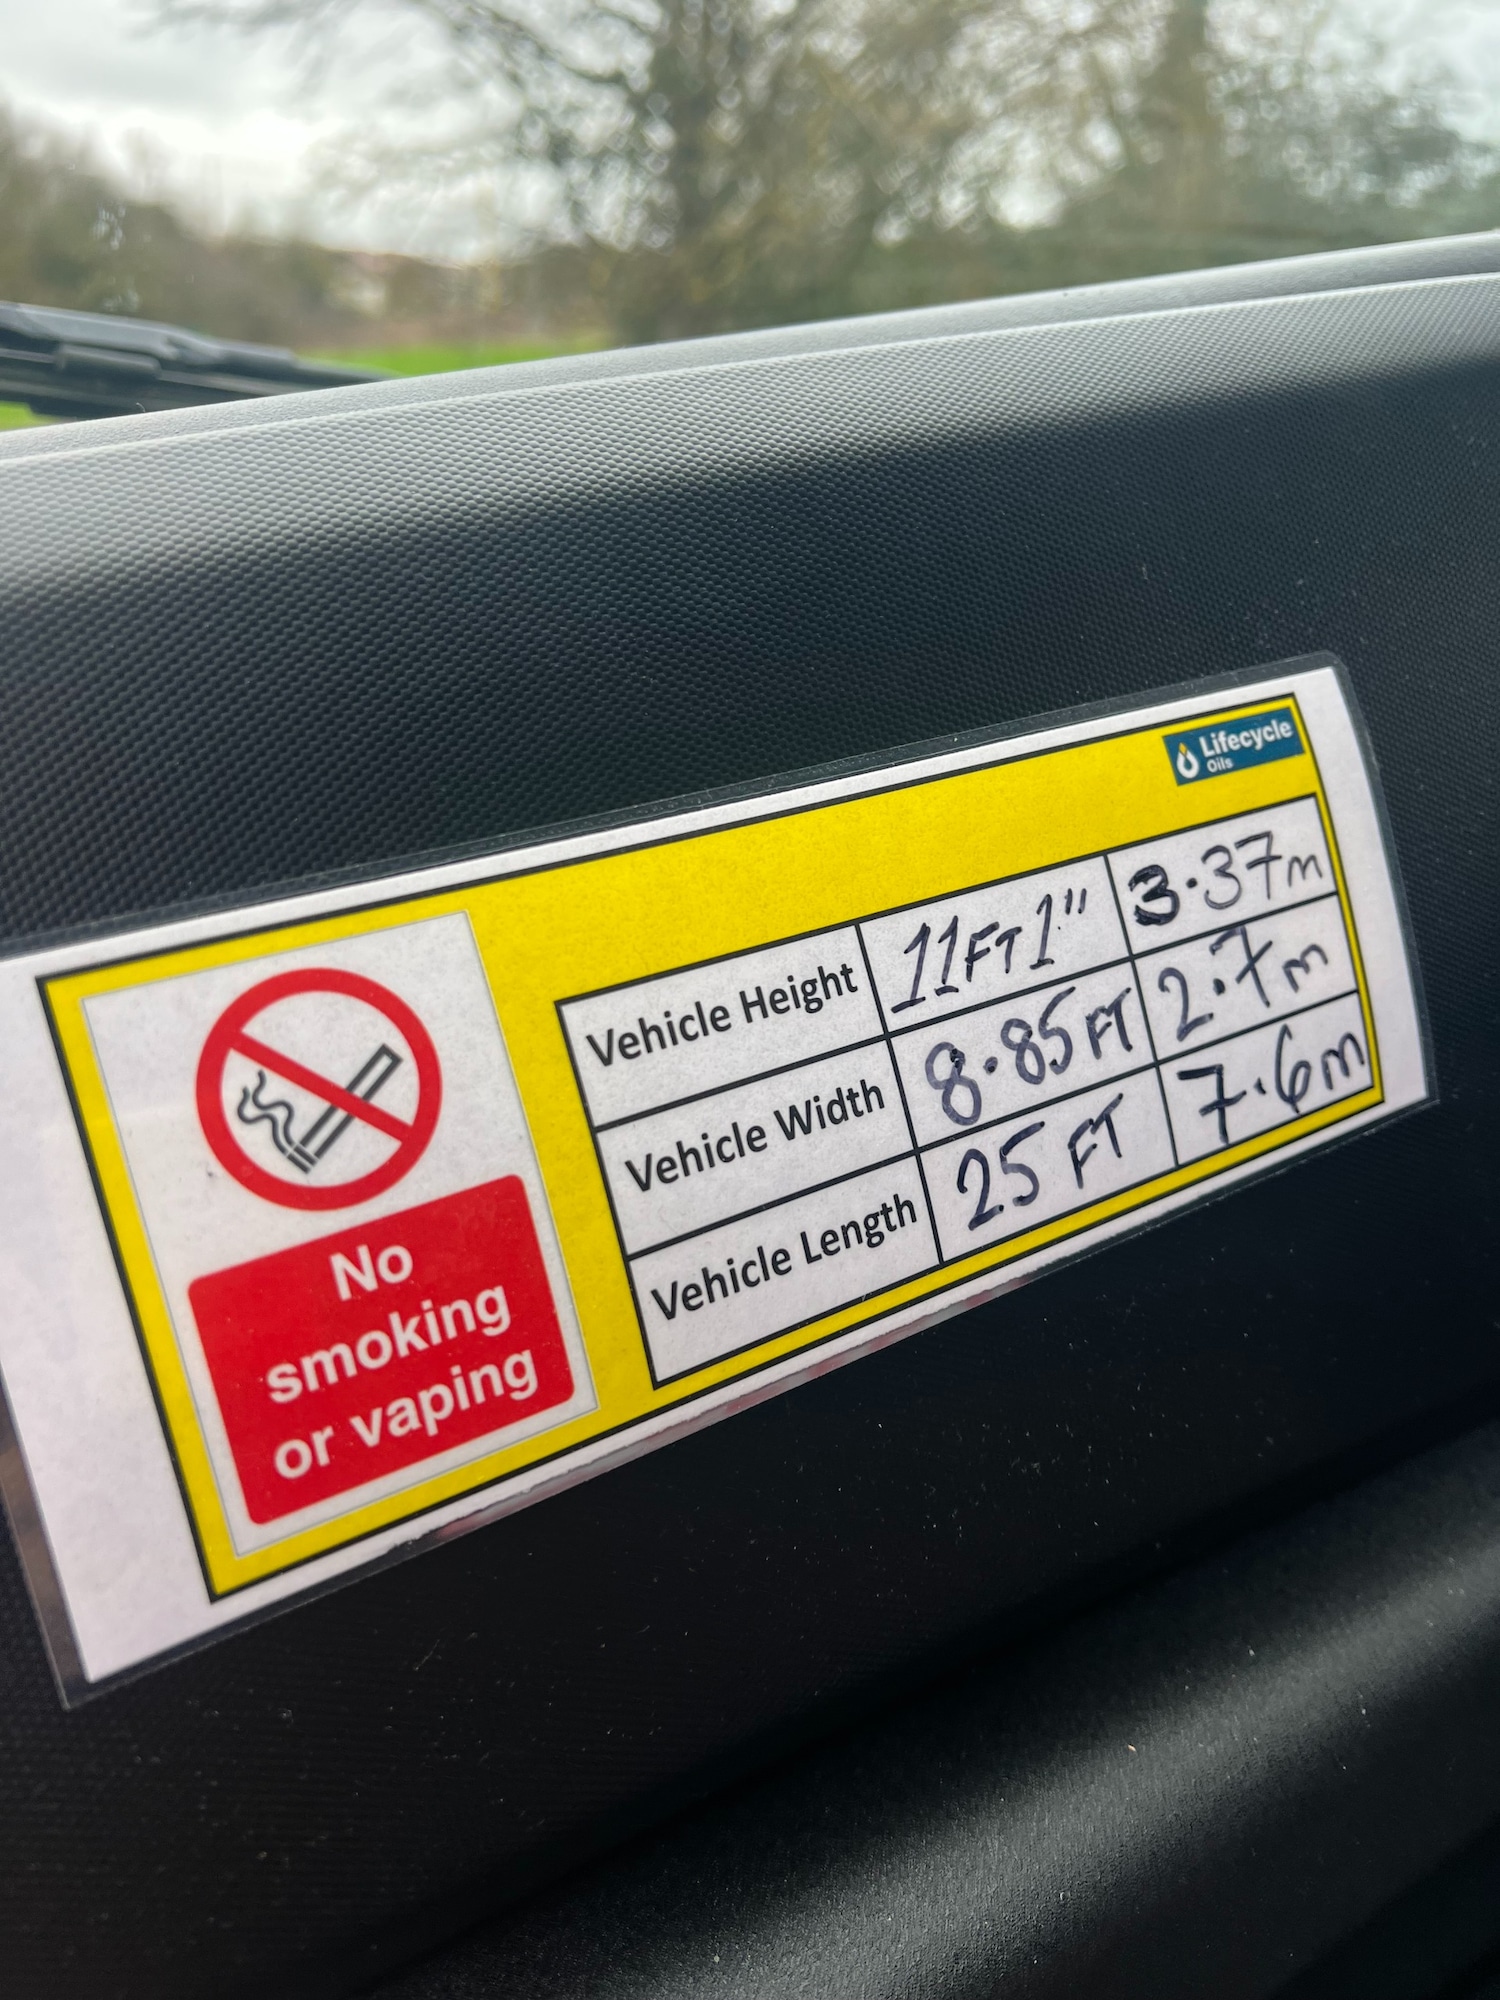 Lifecycle
Oils
No
smoking
or vaping
Vehicle Height 11FT 1" 3.37m
Vehicle Width 8.85FT 2.7m
Vehicle Length 25 FT 7.6m